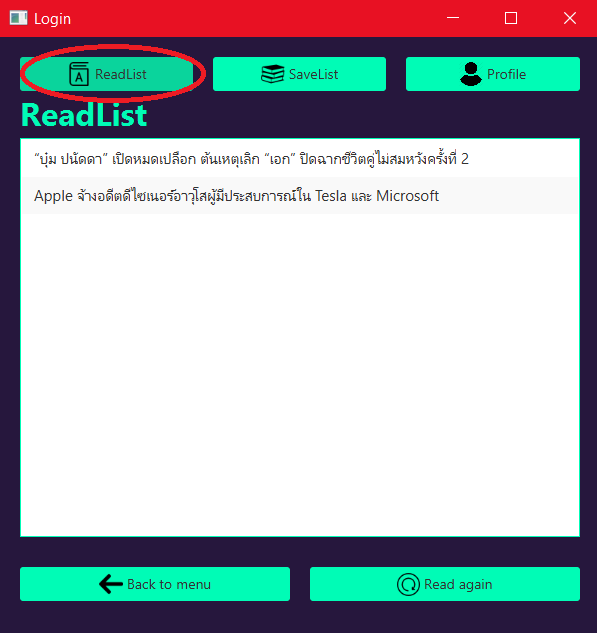 Login
ReadList
SaveList
Profile
ReadList
“บุ๋ม ปนัดดา” เปิดหมดเปลือก ต้นเหตุเลิก “เอก” ปิดฉากชีวิตคู่ไม่สมหวังครั้งที่ 2
Apple จ้างอดีตดีไซเนอร์อาวุโสผู้มีประสบการณ์ใน Tesla และ Microsoft
Back to menu
Read again